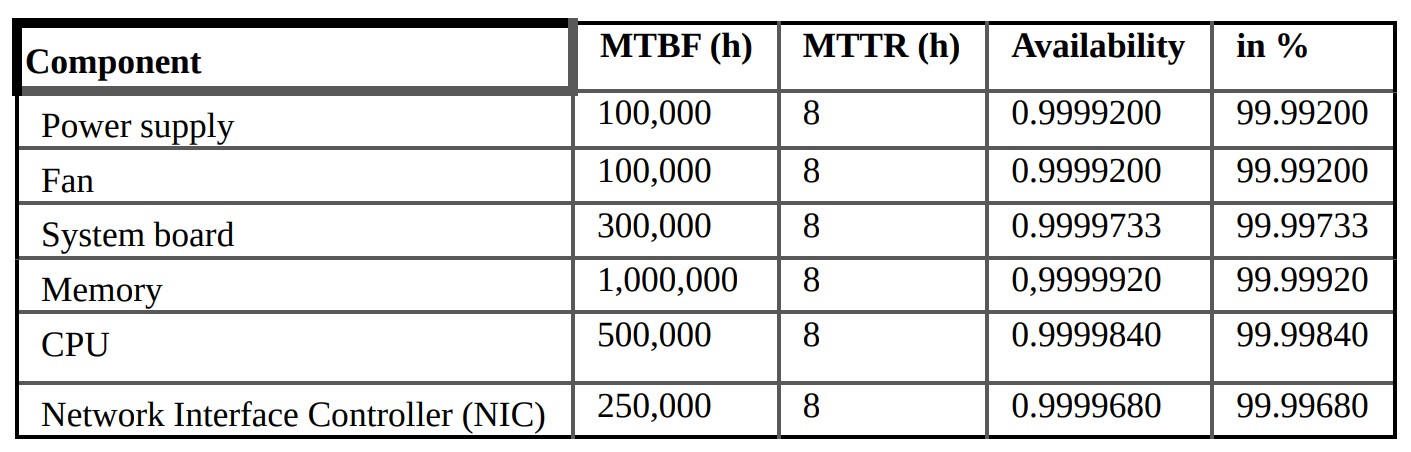 Component MTBF (h) MTTR (h) Availability in %
Power supply 100,000 8 0.9999200 99.99200
Fan 100,000 8 0.9999200 99.99200
System board 300,000 8 0.9999733 99.99733
Memory 1,000,000 8 0,9999920 99.99920
CPU 500,000 8 0.9999840 99.99840
Network Interface Controller (NIC) 250,000 8 0.9999680 99.99680